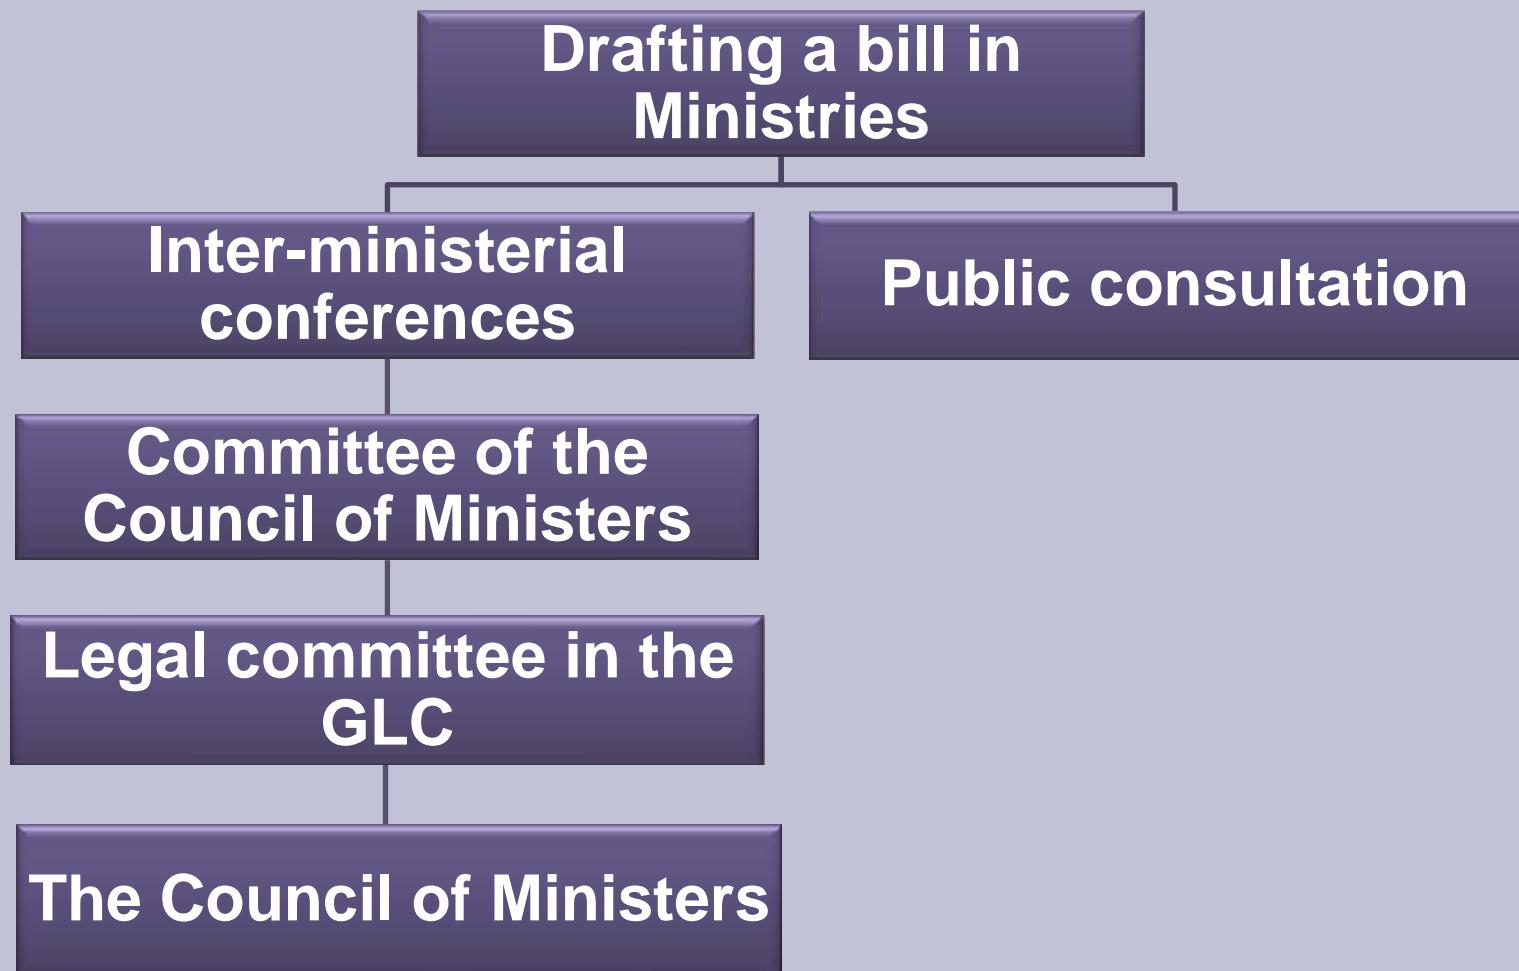 Drafting a bill in
Ministries
Inter-ministerial
conferences
Public consultation
Committee of the
Council of Ministers
Legal committee in the
GLC
The Council of Ministers